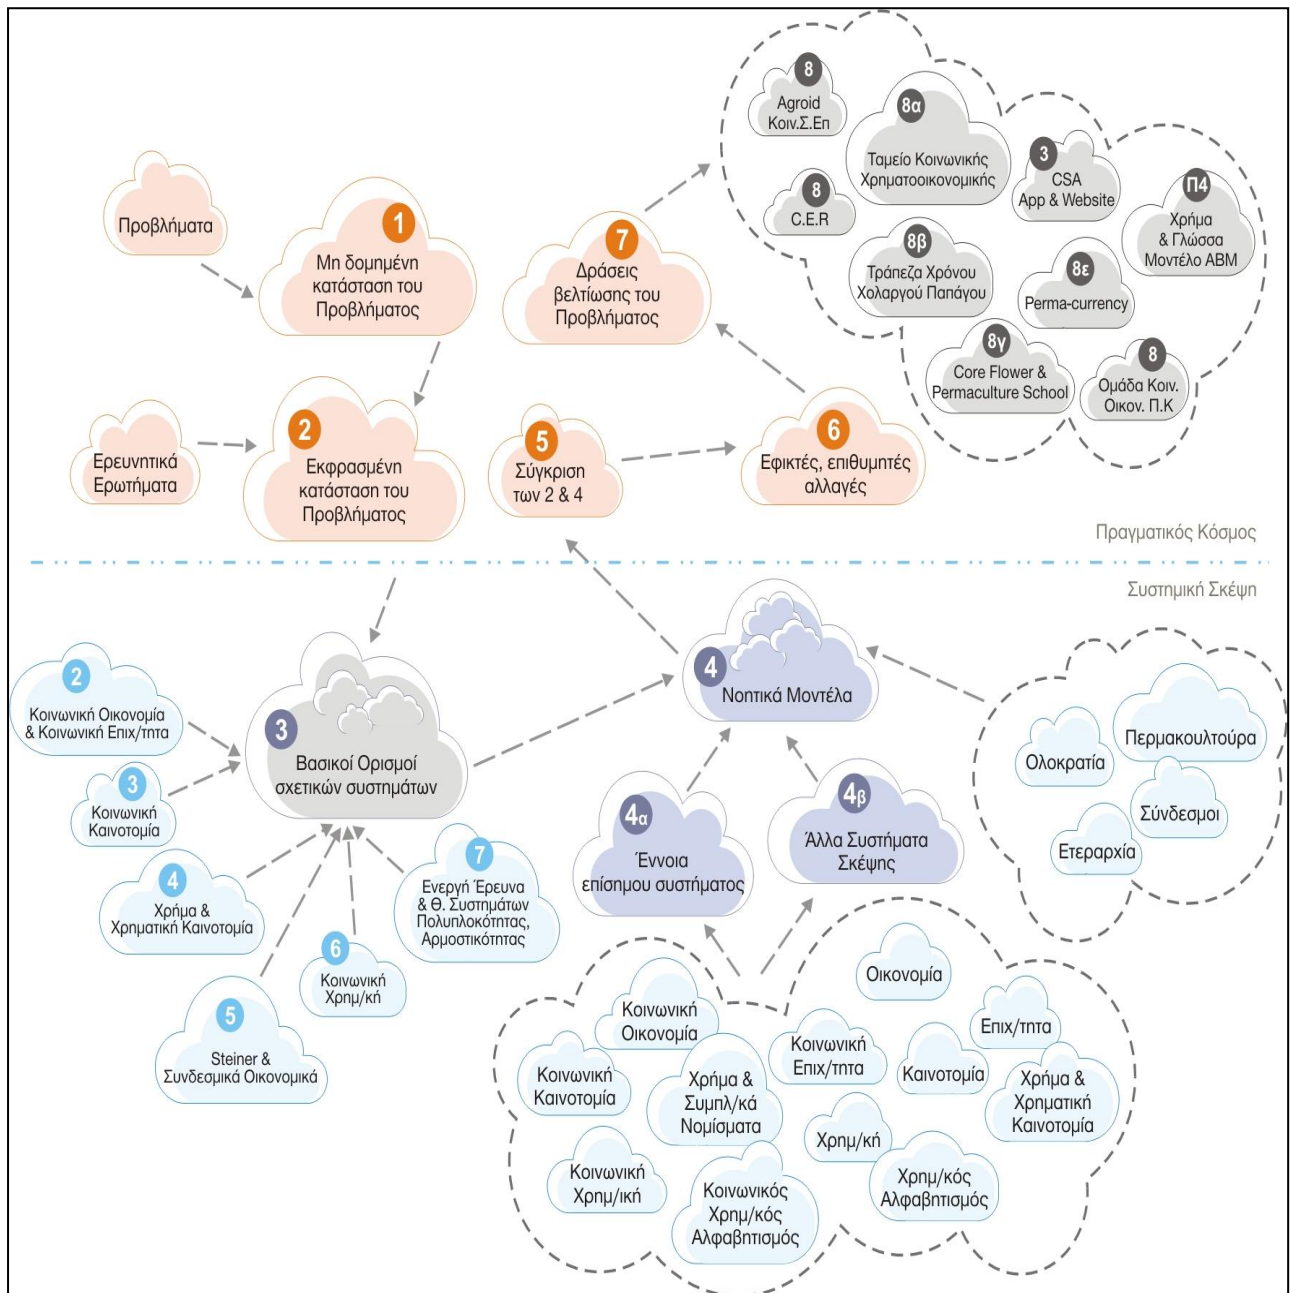 8
Agroid
Κοιν.Σ.Επ
8α
Ταμείο Κοινωνικής
Χρηματοοικονομικής
3
CSA
App & Website
Π4
Χρήμα
& Γλώσσα
Μοντέλο ABM
8
C.E.R
8β
Τράπεζα Χρόνου
Χολαργού Παπάγου
8ε
Perma-currency
8γ
Core Flower &
Permaculture School
8
Ομάδα Κοιν.
Οικον. Π.Κ
Προβλήματα
1
Μη δομημένη
κατάσταση του
Προβλήματος
7
Δράσεις
βελτίωσης του
Προβλήματος
Ερευνητικά
Ερωτήματα
2
Εκφρασμένη
κατάσταση του
Προβλήματος
5
Σύγκριση
των 2 & 4
6
Εφικτές, επιθυμητές
αλλαγές
Πραγματικός Κόσμος
Συστημική Σκέψη
2
Κοινωνική Οικονομία
& Κοινωνική Επιχ/τητα
3
Βασικοί Ορισμοί
σχετικών συστημάτων
4
Νοητικά Μοντέλα
Περμακουλτούρα
Ολοκρατία
Σύνδεσμοι
Ετεραρχία
3
Κοινωνική
Καινοτομία
4
Χρήμα &
Χρηματική Καινοτομία
7
Ενεργή Έρευνα
& Θ. Συστημάτων
Πολυπλοκότητας,
Αρμοστικότητας
4α
Έννοια
επίσημου συστήματος
4β
Άλλα Συστήματα
Σκέψης
6
Κοινωνική
Χρημ/κή
5
Steiner &
Συνδεσμικά Οικονομικά
Οικονομία
Κοινωνική
Οικονομία
Επιχ/τητα
Κοινωνική
Επιχ/τητα
Κοινωνική
Καινοτομία
Χρήμα &
Συμπλ/κά
Νομίσματα
Καινοτομία
Χρήμα &
Χρηματική
Καινοτομία
Χρημ/κή
Κοινωνική
Χρημ/ική
Κοινωνικός
Χρημ/κός
Αλφαβητισμός
Χρημ/κός
Αλφαβητισμός